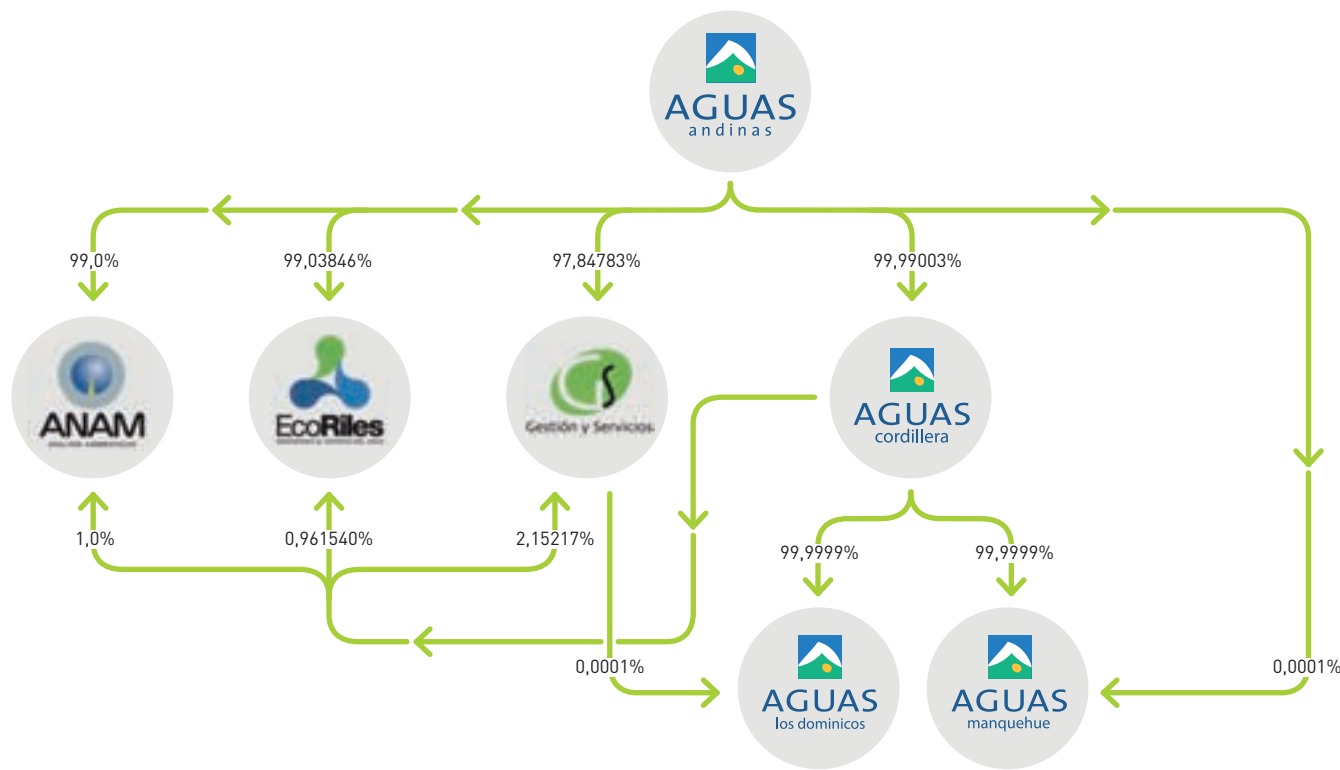 AGUAS
andinas
99,0%
99,03846%
97,84783%
99,99003%
ANAM
EcoRiles
Gestión y Servicios
AGUAS
cordillera
1,0%
0,961540%
2,15217%
99,9999%
99,9999%
0,0001%
0,0001%
AGUAS
los dominicos
AGUAS
manquehue